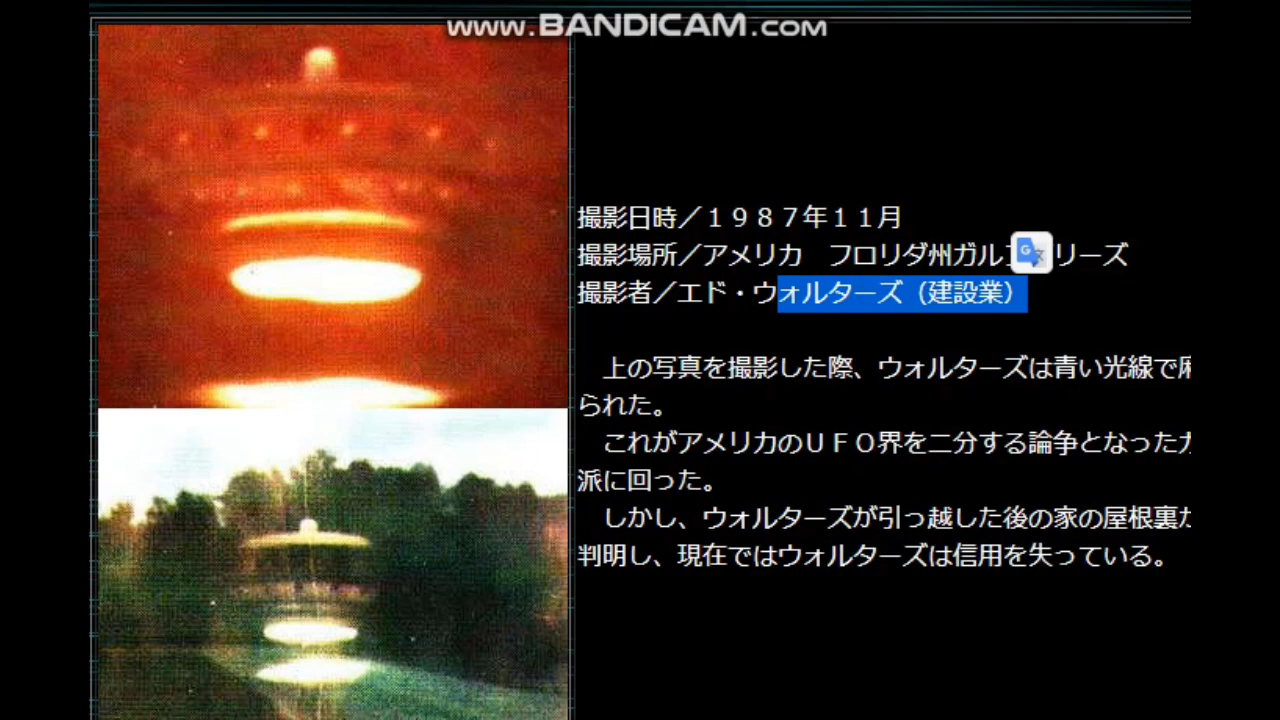 www.BANDICAM.com
撮影日時／１９８７年１１月
撮影場所／アメリカ　フロリダ州ガル リーズ
撮影者／エド・ウォルターズ（建設業）
上の写真を撮影した際、ウォルターズは青い光線で
られた。
これがアメリカのＵＦＯ界を二分する論争となった
派に回った。
しかし、ウォルターズが引っ越した後の家の屋根裏
判明し、現在ではウォルターズは信用を失っている。